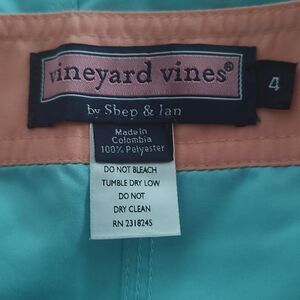 vineyard vines®
4
by Shep & Ian
Made in
Colombia
100% Polyester
DO NOT BLEACH
TUMBLE DRY LOW
DO NOT
DRY CLEAN
RN 2318245